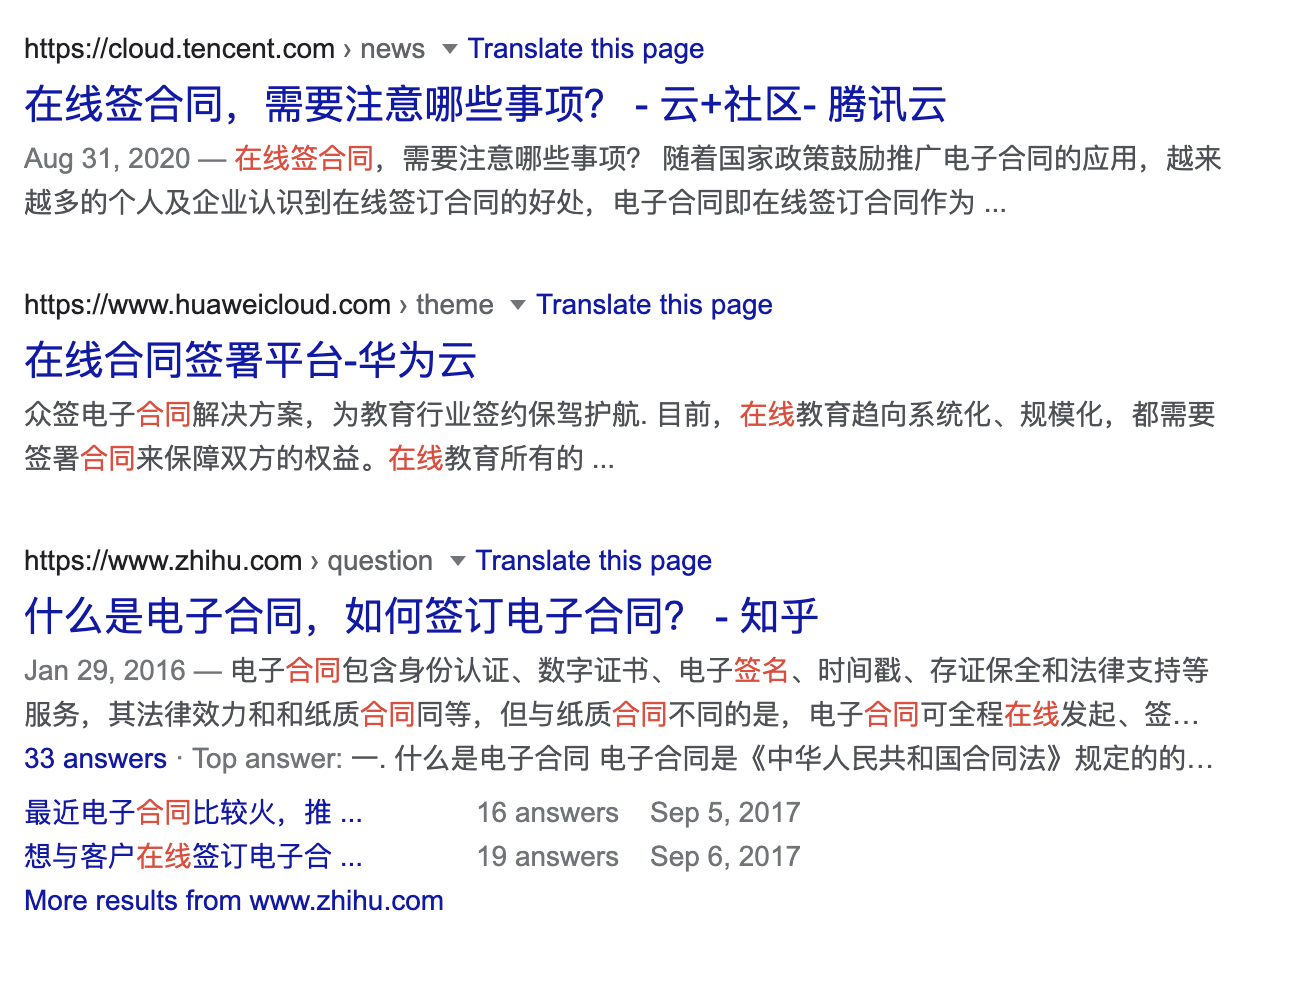 https://cloud.tencent.com › news ▼ Translate this page
在线签合同，需要注意哪些事项？ - 云+社区- 腾讯云
Aug 31, 2020 — 在线签合同，需要注意哪些事项？ 随着国家政策鼓励推广电子合同的应用，越来
越多的个人及企业认识到在线签订合同的好处，电子合同即在线签订合同作为 ...
https://www.huaweicloud.com › theme ▼ Translate this page
在线合同签署平台-华为云
众签电子合同解决方案，为教育行业签约保驾护航. 目前，在线教育趋向系统化、规模化，都需要
签署合同来保障双方的权益。在线教育所有的 ...
https://www.zhihu.com › question ▼ Translate this page
什么是电子合同，如何签订电子合同？ - 知乎
Jan 29, 2016 — 电子合同包含身份认证、数字证书、电子签名、时间戳、存证保全和法律支持等
服务，其法律效力和和纸质合同同等，但与纸质合同不同的是，电子合同可全程在线发起、签...
33 answers · Top answer: 一. 什么是电子合同 电子合同是《中华人民共和国合同法》规定的的...
最近电子合同比较火，推 ... 16 answers Sep 5, 2017
想与客户在线签订电子合 ... 19 answers Sep 6, 2017
More results from www.zhihu.com